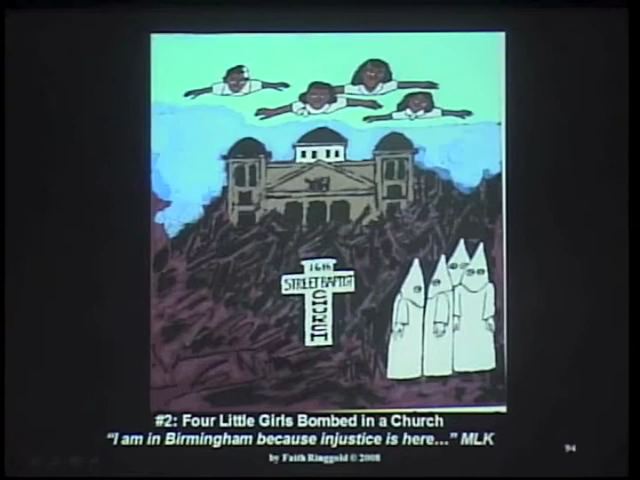 16th
STREET BAPTIST
CHURCH
#2: Four Little Girls Bombed in a Church
"I am in Birmingham because injustice is here..." MLK
by Faith Ringgold © 2008
94